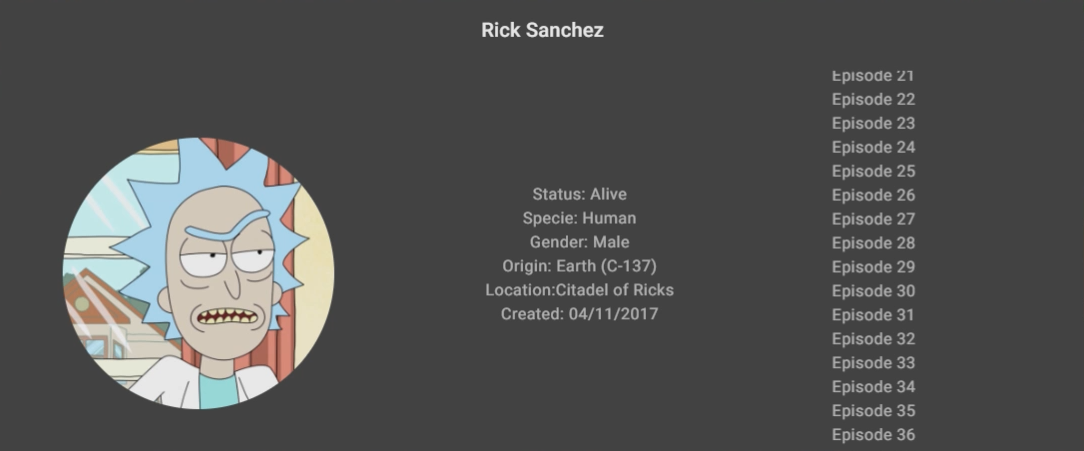 Rick Sanchez
Status: Alive
Specie: Human
Gender: Male
Origin: Earth (C-137)
Location:Citadel of Ricks
Created: 04/11/2017
Episode 21
Episode 22
Episode 23
Episode 24
Episode 25
Episode 26
Episode 27
Episode 28
Episode 29
Episode 30
Episode 31
Episode 32
Episode 33
Episode 34
Episode 35
Episode 36